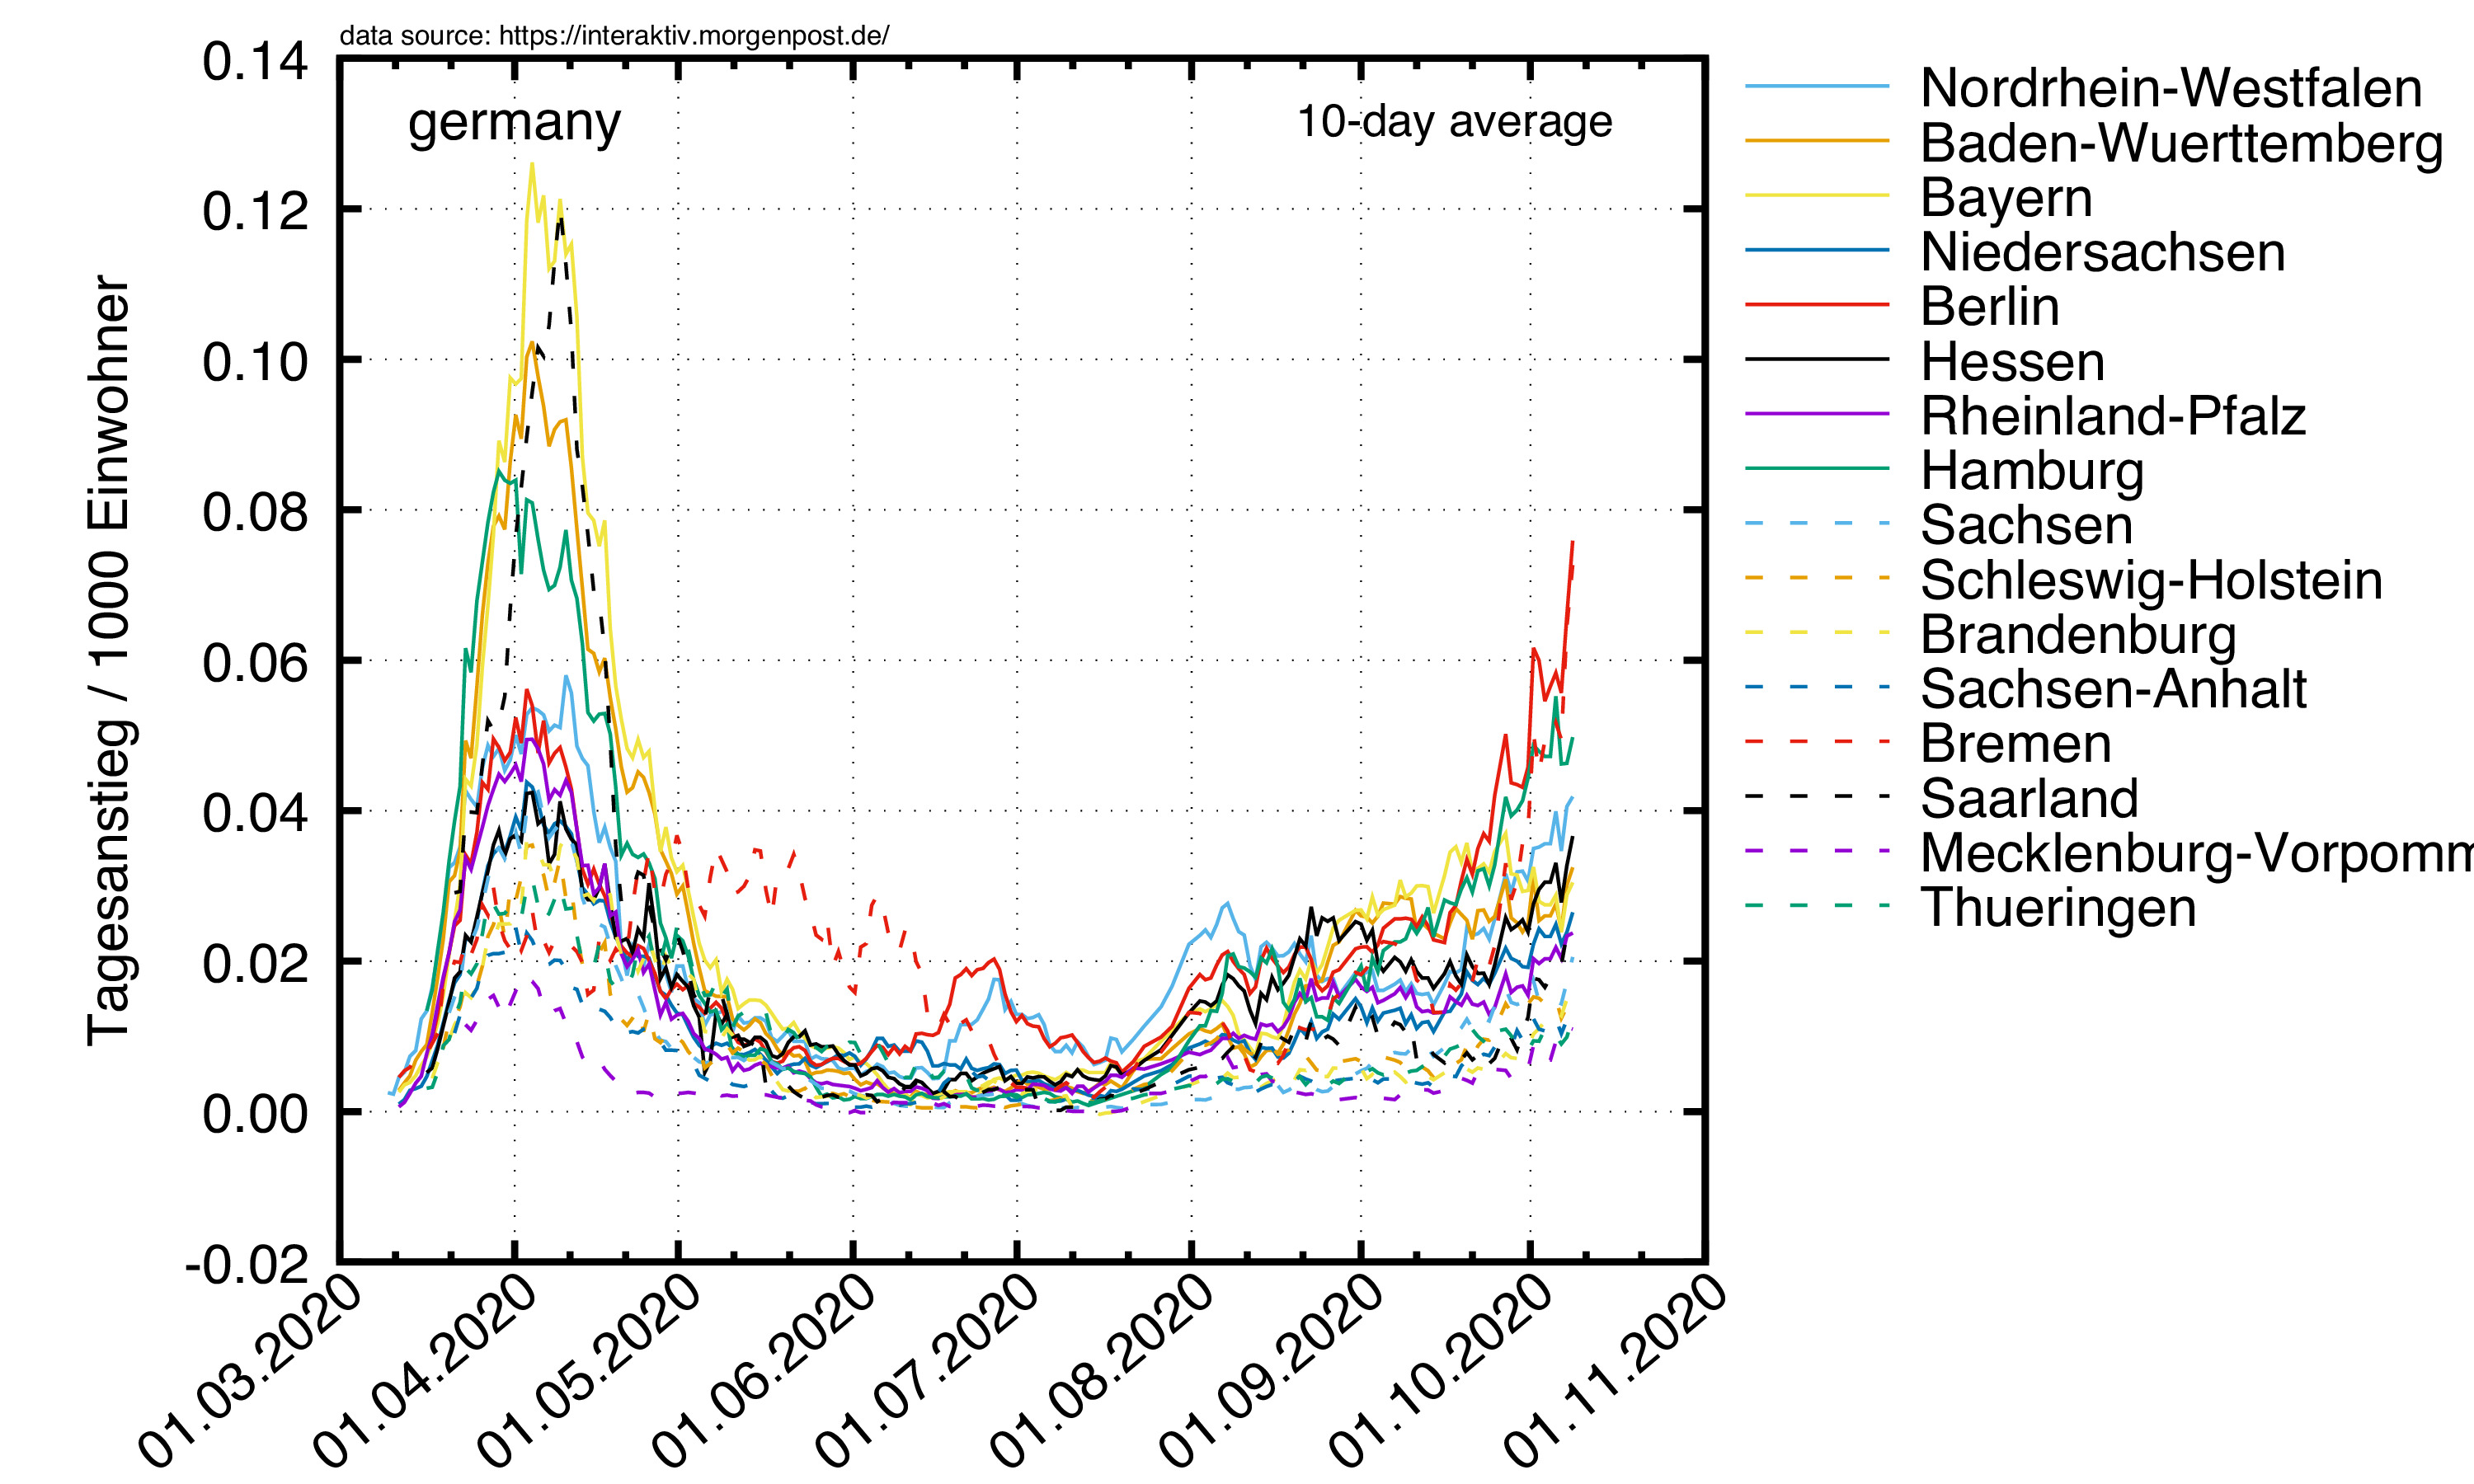 data source: https://interaktiv.morgenpost.de/
germany
10-day average
Tagesanstieg / 1000 Einwohner
0.14
0.12
0.10
0.08
0.06
0.04
0.02
0.00
-0.02
01.03.2020
01.04.2020
01.05.2020
01.06.2020
01.07.2020
01.08.2020
01.09.2020
01.10.2020
01.11.2020
Nordrhein-Westfalen
Baden-Wuerttemberg
Bayern
Niedersachsen
Berlin
Hessen
Rheinland-Pfalz
Hamburg
Sachsen
Schleswig-Holstein
Brandenburg
Sachsen-Anhalt
Bremen
Saarland
Mecklenburg-Vorpomm
Thueringen